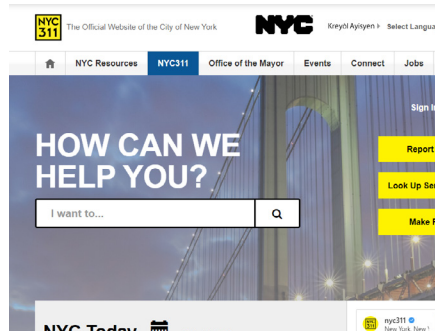 NYC
311
The Official Website of the City of New York
NYC
Kreyòl Ayisyen
Select Langua
NYC Resources
NYC311
Office of the Mayor
Events
Connect
Jobs
Sign I
HOW CAN WE
HELP YOU?
I want to...
Report
Look Up Se
Make
NYC Today
nyc311
New York, New